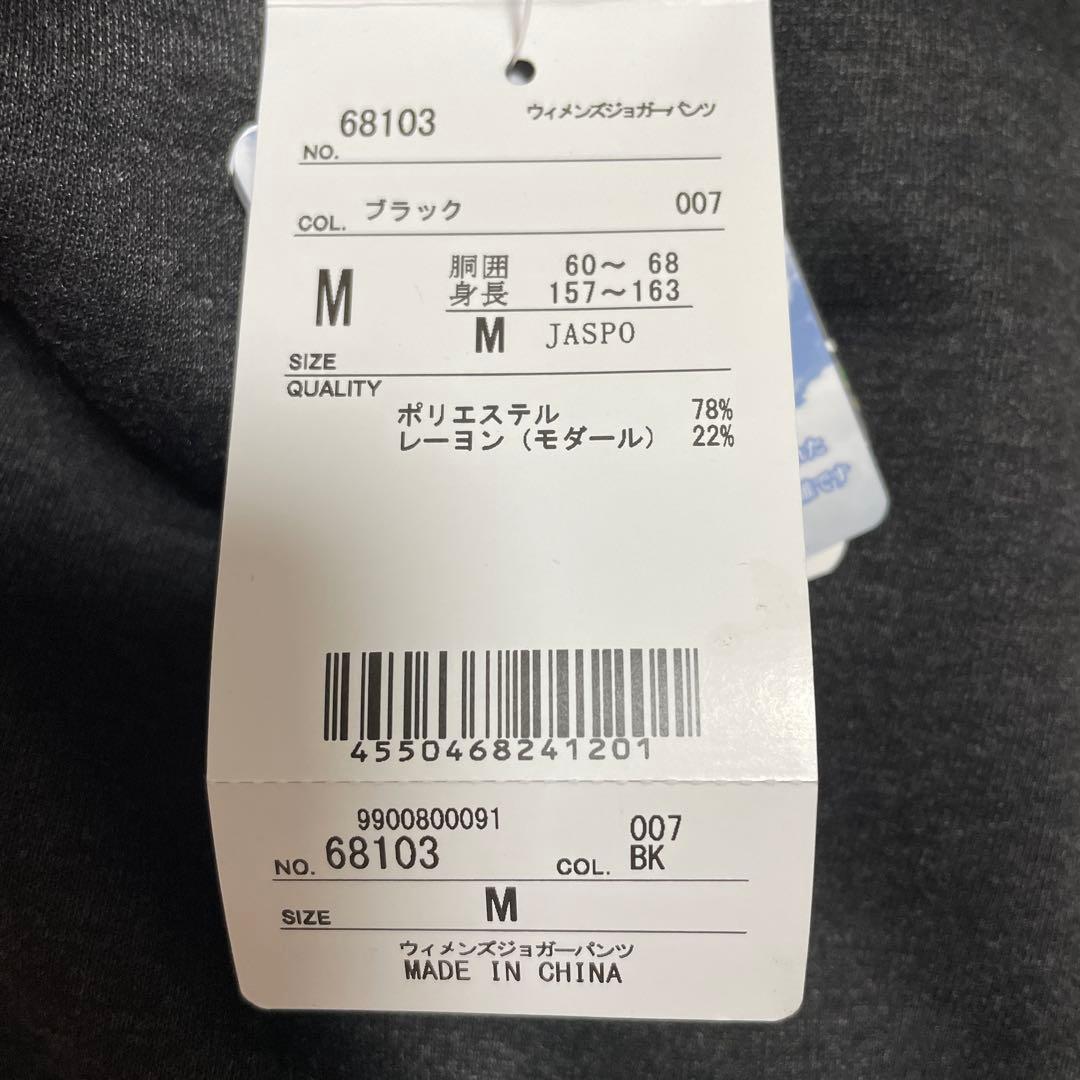 68103 ウィメンズジョガーパンツ
NO.
COL. ブラック 007
胴囲 60〜 68
身長 157〜163
M
M JASPO
SIZE
QUALITY
ポリエステル 78%
レーヨン（モダール） 22%
た
です
4550468241201
9900800091
NO. 68103 COL. 007
BK
SIZE M
ウィメンズジョガーパンツ
MADE IN CHINA